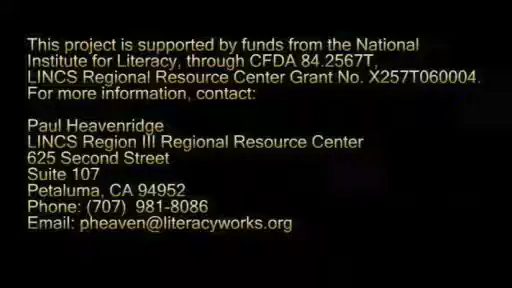 This project is supported by funds from the National
Institute for Literacy, through CFDA 84.2567T,
LINCS Regional Resource Center Grant No. X257T060004.
For more information, contact:
Paul Heavenridge
LINCS Region III Regional Resource Center
625 Second Street
Suite 107
Petaluma, CA 94952
Phone: (707)  981-8086
Email: pheaven@literacyworks.org